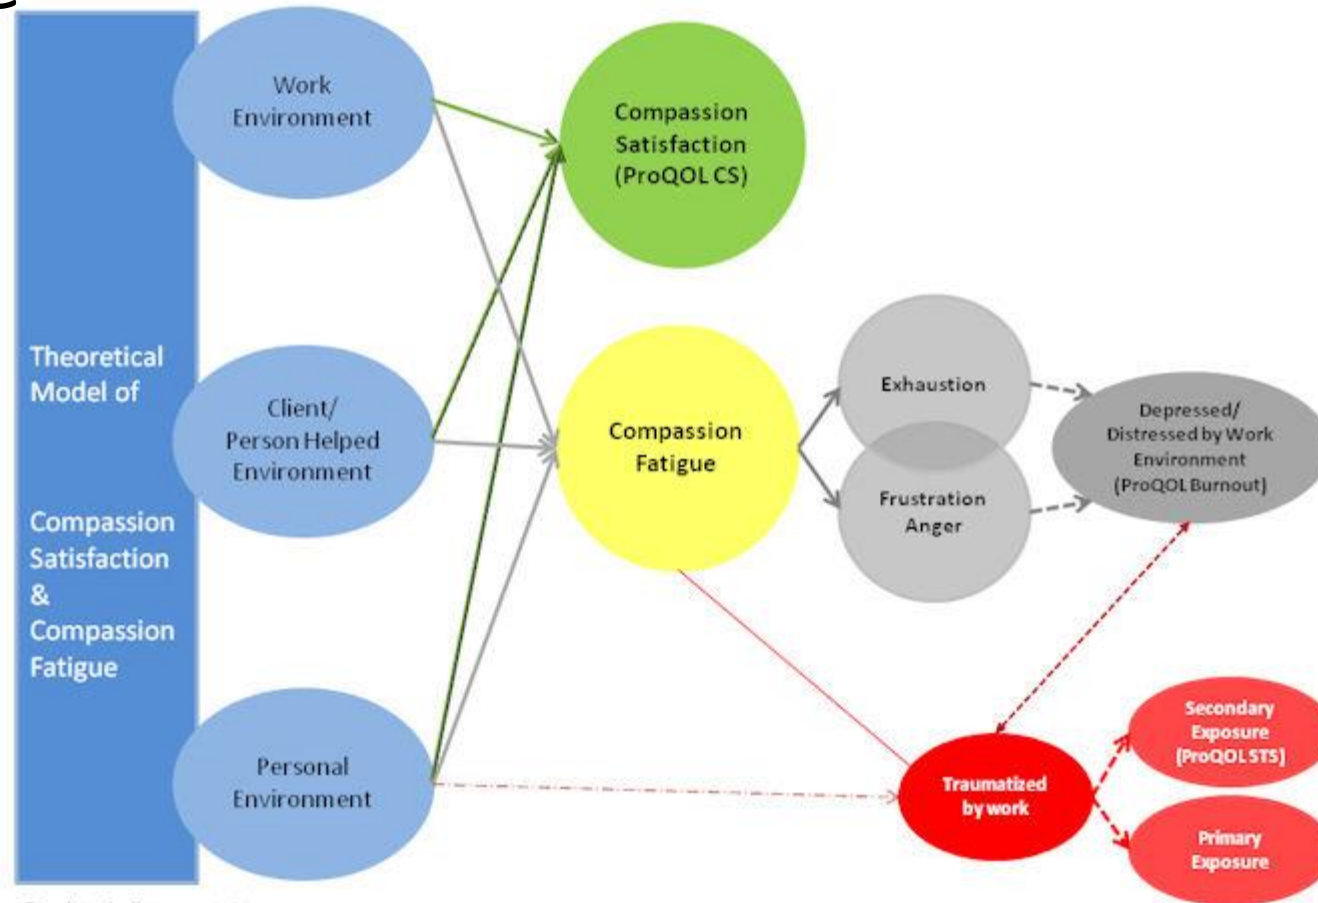 Theoretical
Model of
Compassion
Satisfaction
&
Compassion
Fatigue
Work
Environment
Client/
Person Helped
Environment
Personal
Environment
Compassion
Satisfaction
(ProQOL CS)
Compassion
Fatigue
Exhaustion
Frustration
Anger
Depressed/
Distressed by Work
Environment
(ProQOL Burnout)
Traumatized
by work
Secondary
Exposure
(ProQOL STS)
Primary
Exposure